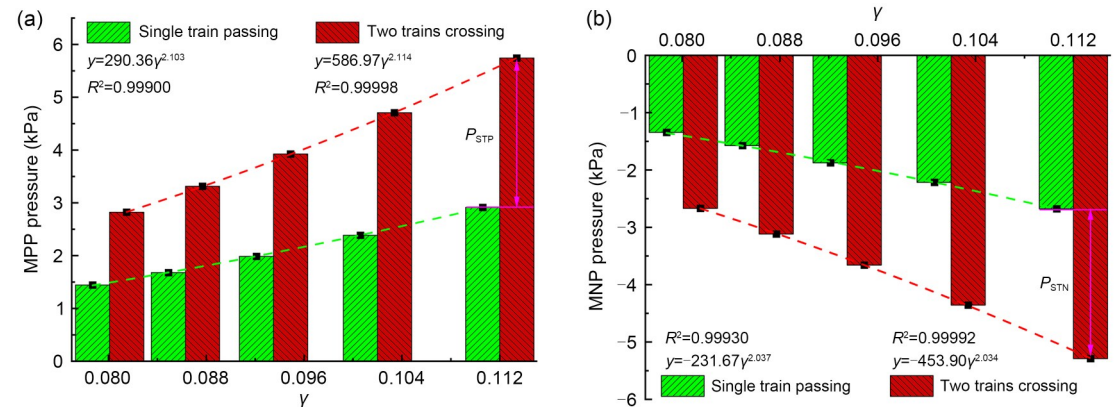 (a)
Single train passing
Two trains crossing
y=290.36γ^2.103
y=586.97γ^2.114
R²=0.99900
R²=0.99998
P_STP
MPP pressure (kPa)
6
5
4
3
2
1
0
0.080 0.088 0.096 0.104 0.112
γ
(b)
γ
0.080 0.088 0.096 0.104 0.112
MNP pressure (kPa)
0
−1
−2
−3
−4
−5
−6
P_STN
R²=0.99930
R²=0.99992
y=−231.67γ^2.037
y=−453.90γ^2.034
Single train passing
Two trains crossing